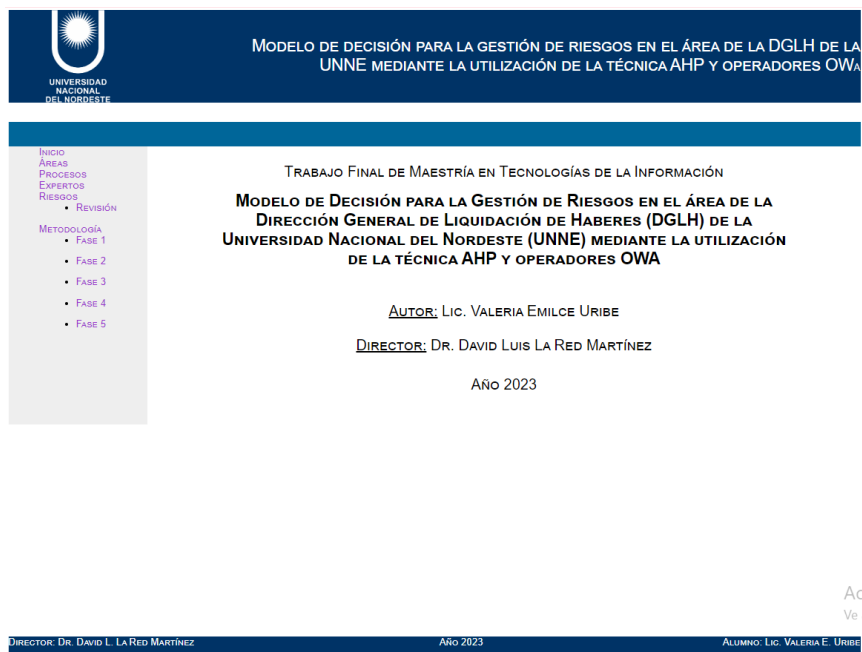 UNIVERSIDAD
NACIONAL
DEL NORDESTE
Modelo de decisión para la gestión de riesgos en el área de la DGLH de la
UNNE mediante la utilización de la técnica AHP y operadores OWa
Inicio
Áreas
Procesos
Expertos
Riesgos
• Revisión
Metodología
• Fase 1
• Fase 2
• Fase 3
• Fase 4
• Fase 5
Trabajo Final de Maestría en Tecnologías de la Información
Modelo de Decisión para la Gestión de Riesgos en el área de la
Dirección General de Liquidación de Haberes (DGLH) de la
Universidad Nacional del Nordeste (UNNE) mediante la utilización
de la técnica AHP y operadores OWA
Autor: Lic. Valeria Emilce Uribe
Director: Dr. David Luis La Red Martínez
Año 2023
Ac
Ve
Director: Dr. David L. La Red Martínez
Año 2023
Alumno: Lic. Valeria E. Uribe